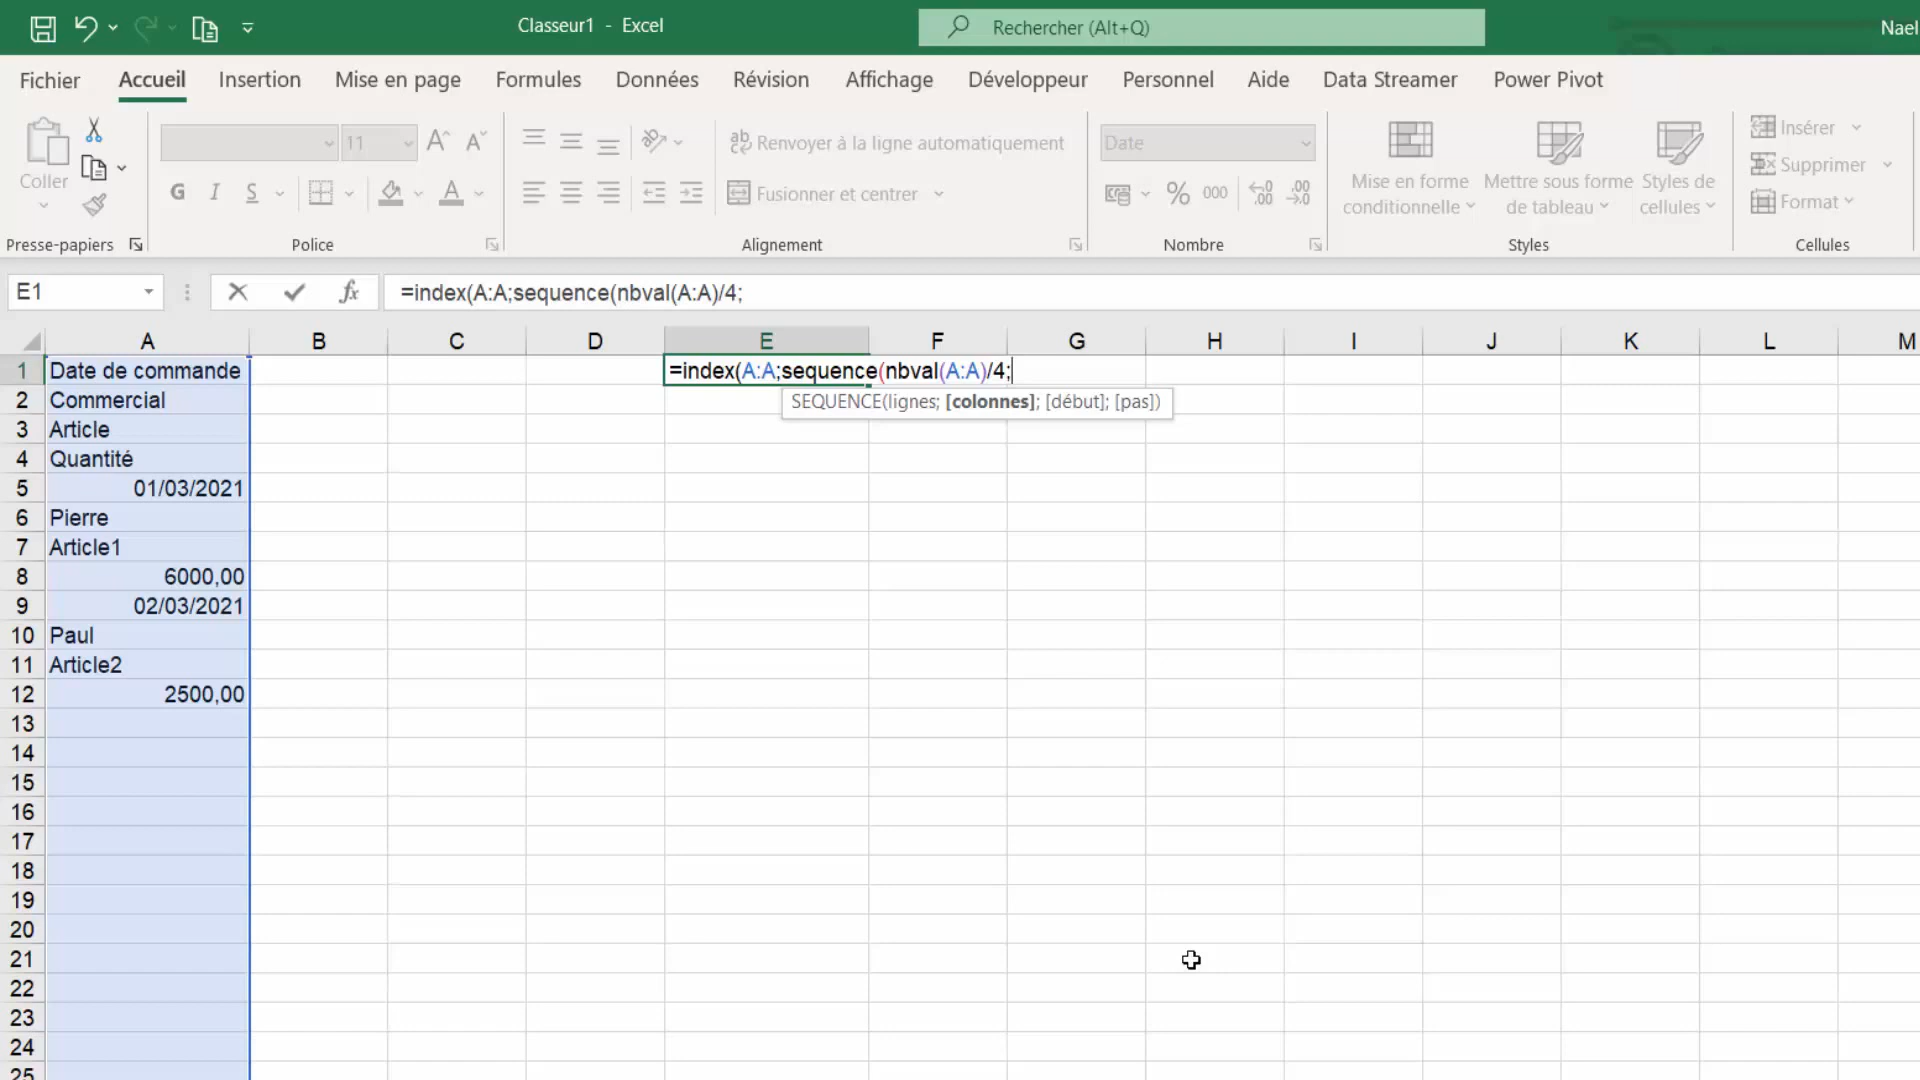 Classeur1 - Excel
Rechercher (Alt+Q)
Nael
Fichier Accueil Insertion Mise en page Formules Données Révision Affichage Développeur Personnel Aide Data Streamer Power Pivot
Coller
11
G I S
ab Renvoyer à la ligne automatiquement
Fusionner et centrer
Date
% 000
Mise en forme conditionnelle
Mettre sous forme de tableau
Styles de cellules
Insérer
Supprimer
Format
Presse-papiers Police Alignement Nombre Styles Cellules
E1
fx
=index(A:A;sequence(nbval(A:A)/4;
A B C D E F G H I J K L M
1 Date de commande =index(A:A;sequence(nbval(A:A)/4;
SEQUENCE(lignes; [colonnes]; [début]; [pas])
2 Commercial
3 Article
4 Quantité
5 01/03/2021
6 Pierre
7 Article1
8 6000,00
9 02/03/2021
10 Paul
11 Article2
12 2500,00
13
14
15
16
17
18
19
20
21
22
23
24
25